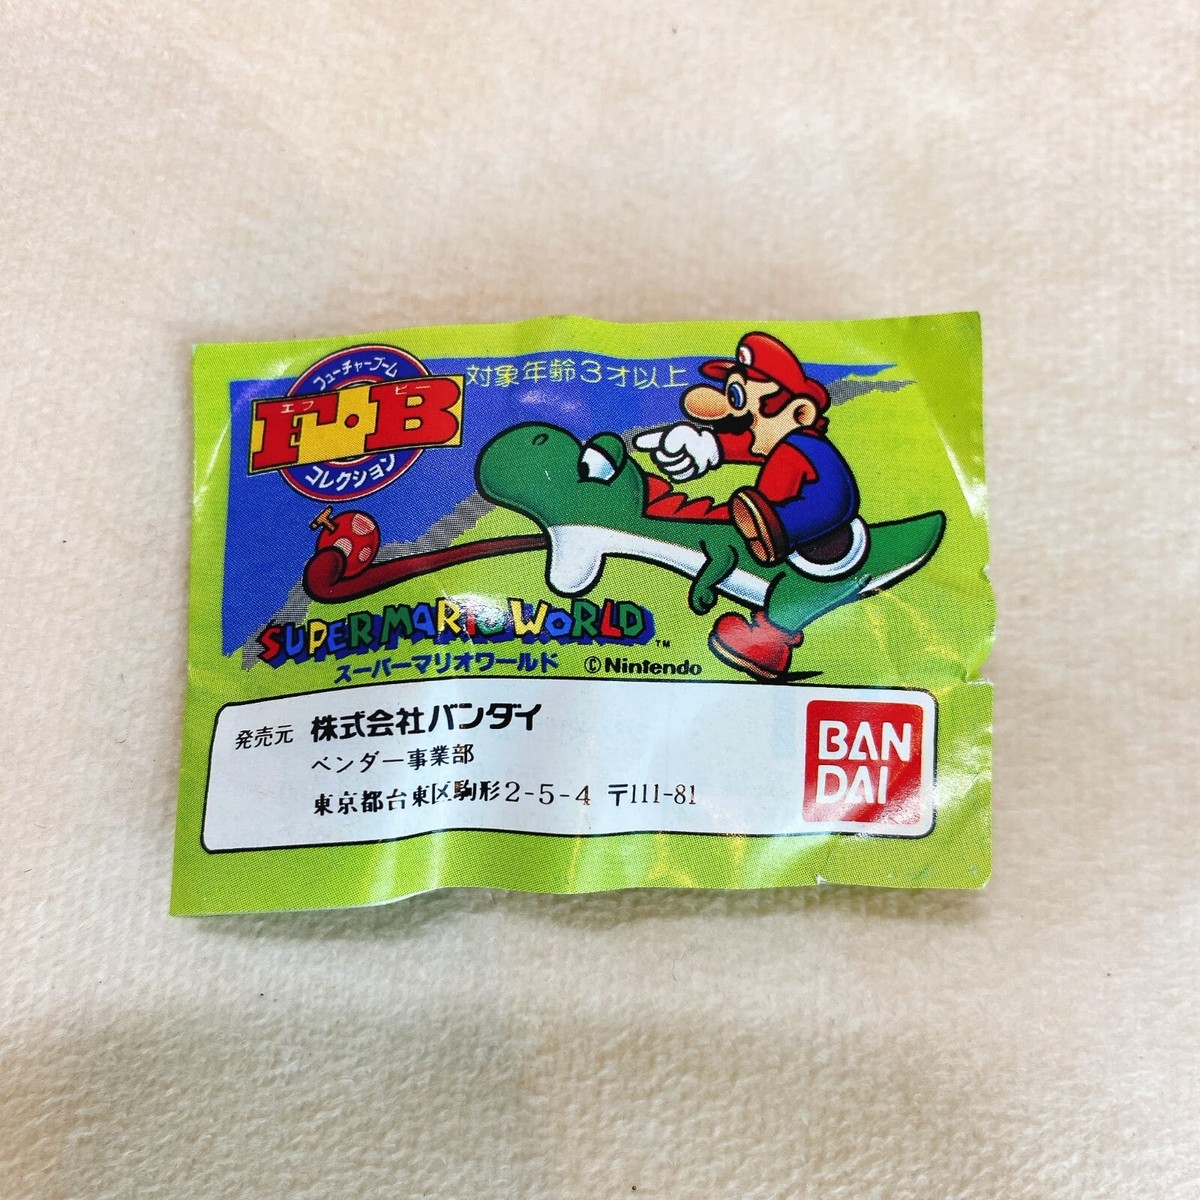 フューチャーブーム
エフ ビー
F・B
コレクション
対象年齢3才以上
SUPER MARIO WORLD™
スーパーマリオワールド ©Nintendo
発売元 株式会社バンダイ
ベンダー事業部
東京都台東区駒形2-5-4 〒111-81
BAN
DAI